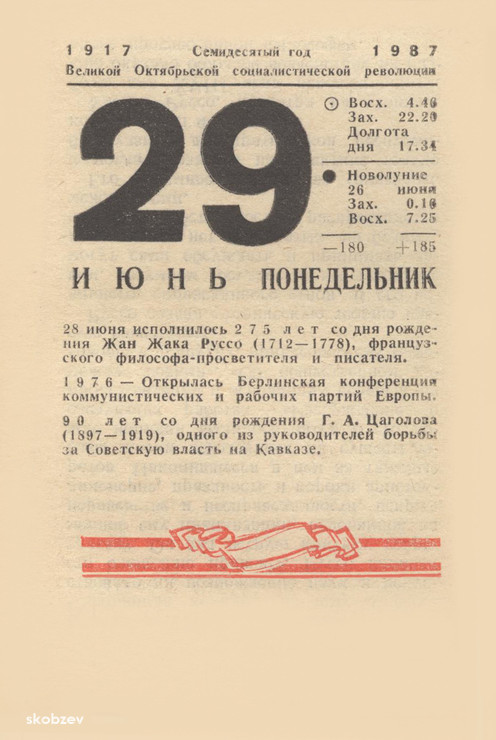 1917 Семидесятый год 1987
Великой Октябрьской социалистической революции
29
Восх. 4.46
Зах. 22.20
Долгота
дня 17.34
Новолуние
26 июня
Зах. 0.16
Восх. 7.25
—180 +185
ИЮНЬ ПОНЕДЕЛЬНИК
28 июня исполнилось 275 лет со дня рожде-
ния Жан Жака Руссо (1712—1778), француз-
ского философа-просветителя и писателя.
1976 — Открылась Берлинская конференция
коммунистических и рабочих партий Европы.
90 лет со дня рождения Г. А. Цаголова
(1897—1919), одного из руководителей борьбы
за Советскую власть на Кавказе.
skobzev